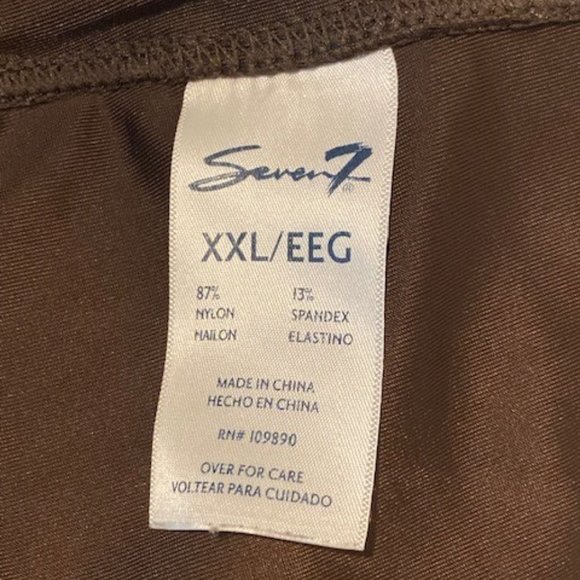 Seven7®
XXL/EEG
87% 13%
NYLON SPANDEX
NAILON ELASTINO
MADE IN CHINA
HECHO EN CHINA
RN# 109890
OVER FOR CARE
VOLTEAR PARA CUIDADO